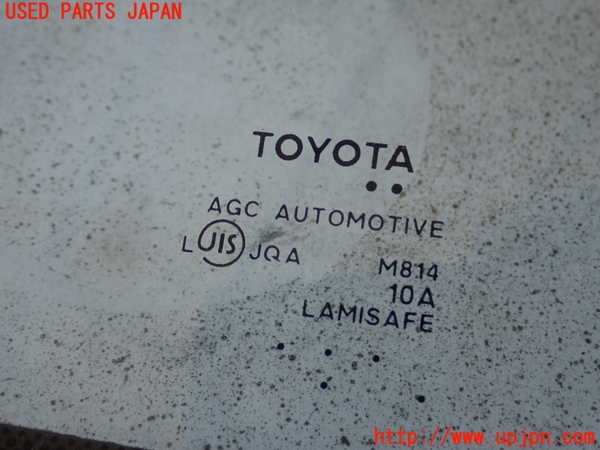 USED PARTS JAPAN
TOYOTA
AGC AUTOMOTIVE
L JIS JQA M814
10A
LAMISAFE
http://www.upjpn.com